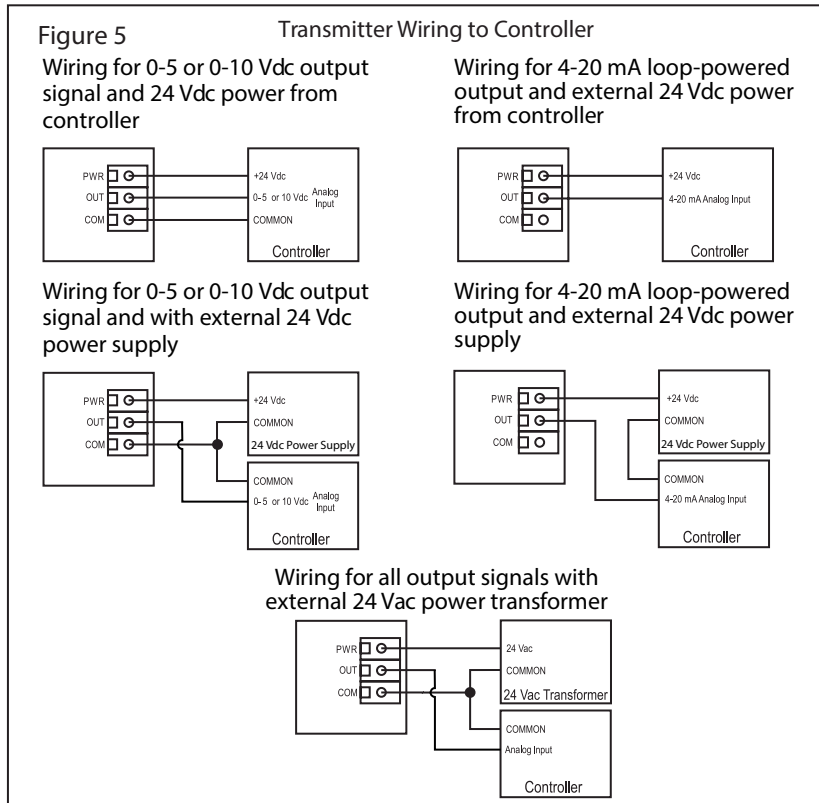 Figure 5
Transmitter Wiring to Controller
Wiring for 0-5 or 0-10 Vdc output
signal and 24 Vdc power from
controller
PWR
OUT
COM
+24 Vdc
0–5 or 10 Vdc Analog
Input
COMMON
Controller
Wiring for 4-20 mA loop-powered
output and external 24 Vdc power
from controller
PWR
OUT
COM
+24 Vdc
4-20 mA Analog Input
Controller
Wiring for 0-5 or 0-10 Vdc output
signal and with external 24 Vdc
power supply
PWR
OUT
COM
+24 Vdc
COMMON
24 Vdc Power Supply
COMMON
0–5 or 10 Vdc Analog
Input
Controller
Wiring for 4-20 mA loop-powered
output and external 24 Vdc power
supply
PWR
OUT
COM
+24 Vdc
COMMON
24 Vdc Power Supply
COMMON
4-20 mA Analog Input
Controller
Wiring for all output signals with
external 24 Vac power transformer
PWR
OUT
COM
24 Vac
COMMON
24 Vac Transformer
COMMON
Analog Input
Controller